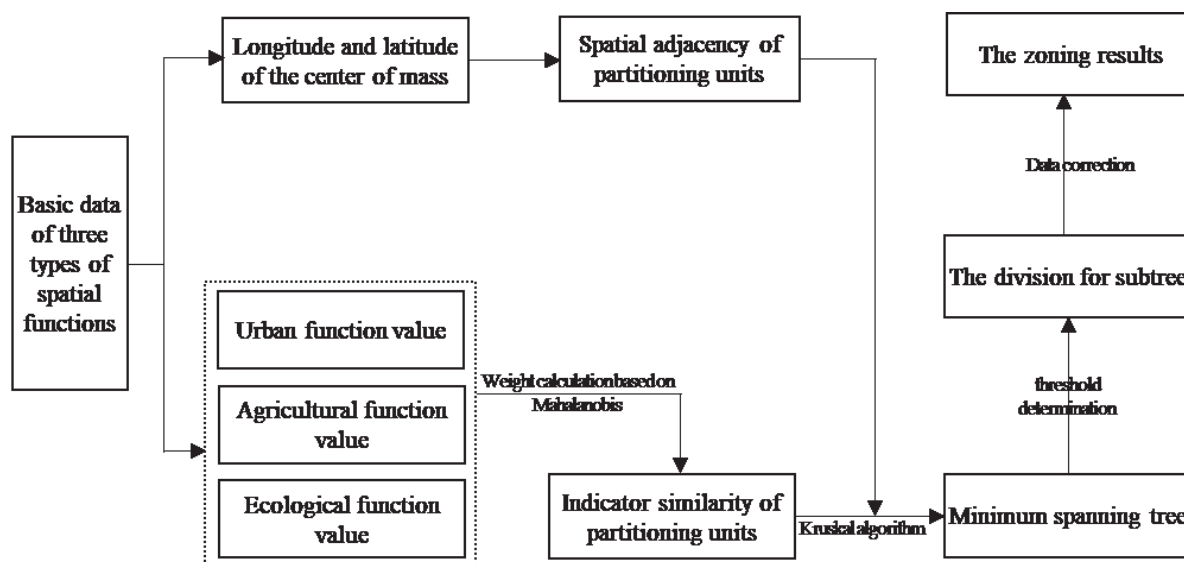 Basic data
of three
types of
spatial
functions
Longitude and latitude
of the center of mass
Spatial adjacency of
partitioning units
Urban function value
Agricultural function
value
Ecological function
value
Weight calculation based on
Mahalanobis
Indicator similarity of
partitioning units
Kruskal algorithm
Minimum spanning tree
threshold
determination
The division for subtree
Data correction
The zoning results